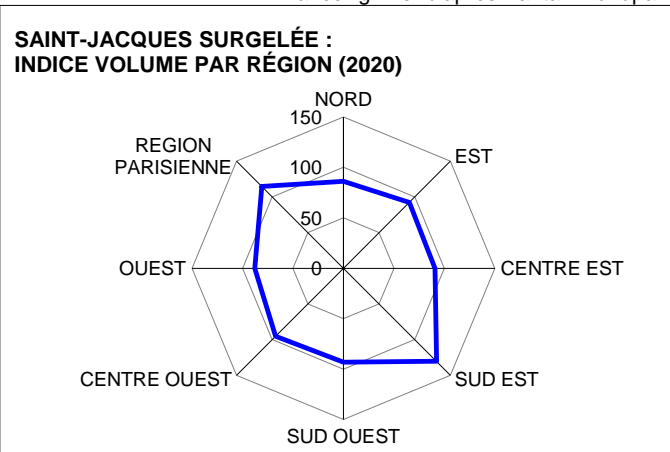 SAINT-JACQUES SURGELÉE :
INDICE VOLUME PAR RÉGION (2020)
NORD
150
REGION
PARISIENNE
EST
100
50
OUEST
0
CENTRE EST
CENTRE OUEST
SUD EST
SUD OUEST